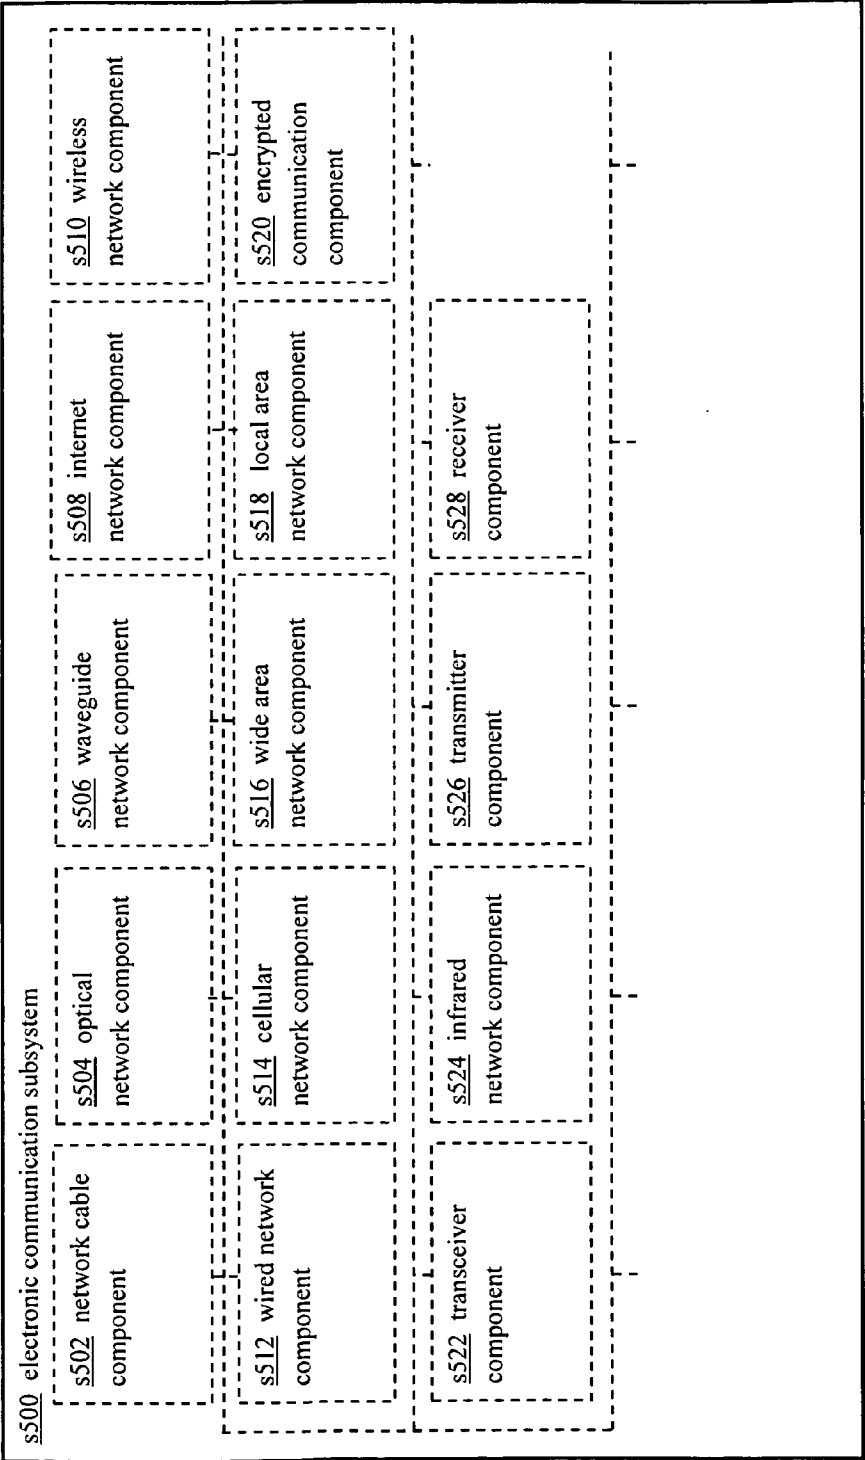 s500 electronic communication subsystem
s502 network cable
component
s504 optical
network component
s506 waveguide
network component
s508 internet
network component
s510 wireless
network component
s512 wired network
component
s514 cellular
network component
s516 wide area
network component
s518 local area
network component
s520 encrypted
communication
component
s522 transceiver
component
s524 infrared
network component
s526 transmitter
component
s528 receiver
component